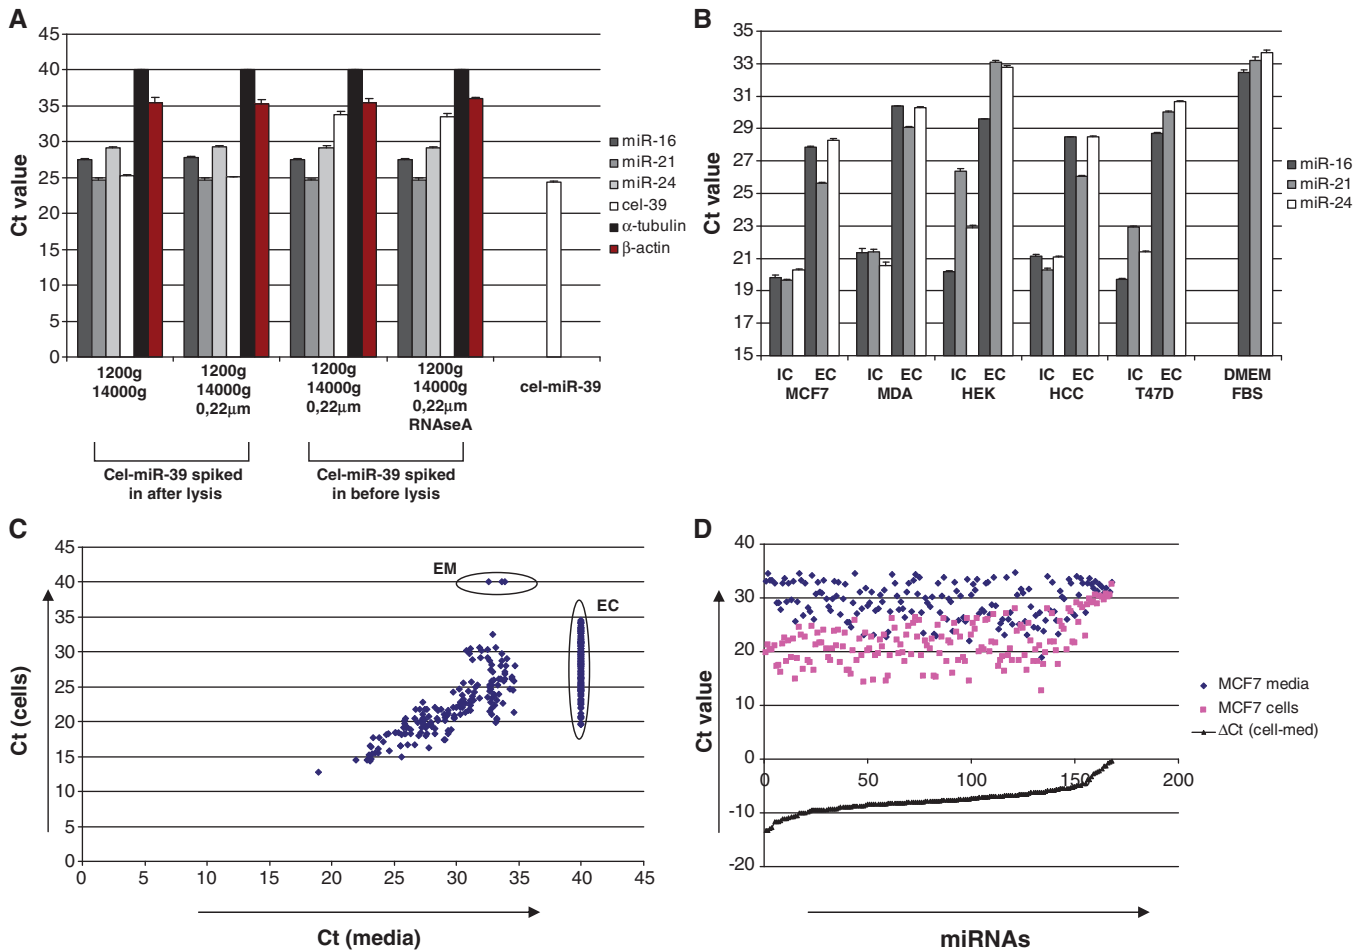 A
45
40
35
30
25
20
15
10
5
0
Ct value
1200g
14000g
1200g
14000g
0,22µm
1200g
14000g
0,22µm
1200g
14000g
0,22µm
RNAseA
cel-miR-39
Cel-miR-39 spiked
in after lysis
Cel-miR-39 spiked
in before lysis
miR-16
miR-21
miR-24
cel-39
α-tubulin
β-actin
B
35
33
31
29
27
25
23
21
19
17
15
Ct value
IC EC IC EC IC EC IC EC IC EC DMEM
MCF7 MDA HEK HCC T47D FBS
miR-16
miR-21
miR-24
C
45
40
35
30
25
20
15
10
5
0
Ct (cells)
EM
EC
0 5 10 15 20 25 30 35 40 45
Ct (media)
D
40
30
20
10
0
-10
-20
Ct value
0 50 100 150 200
miRNAs
MCF7 media
MCF7 cells
ΔCt (cell-med)